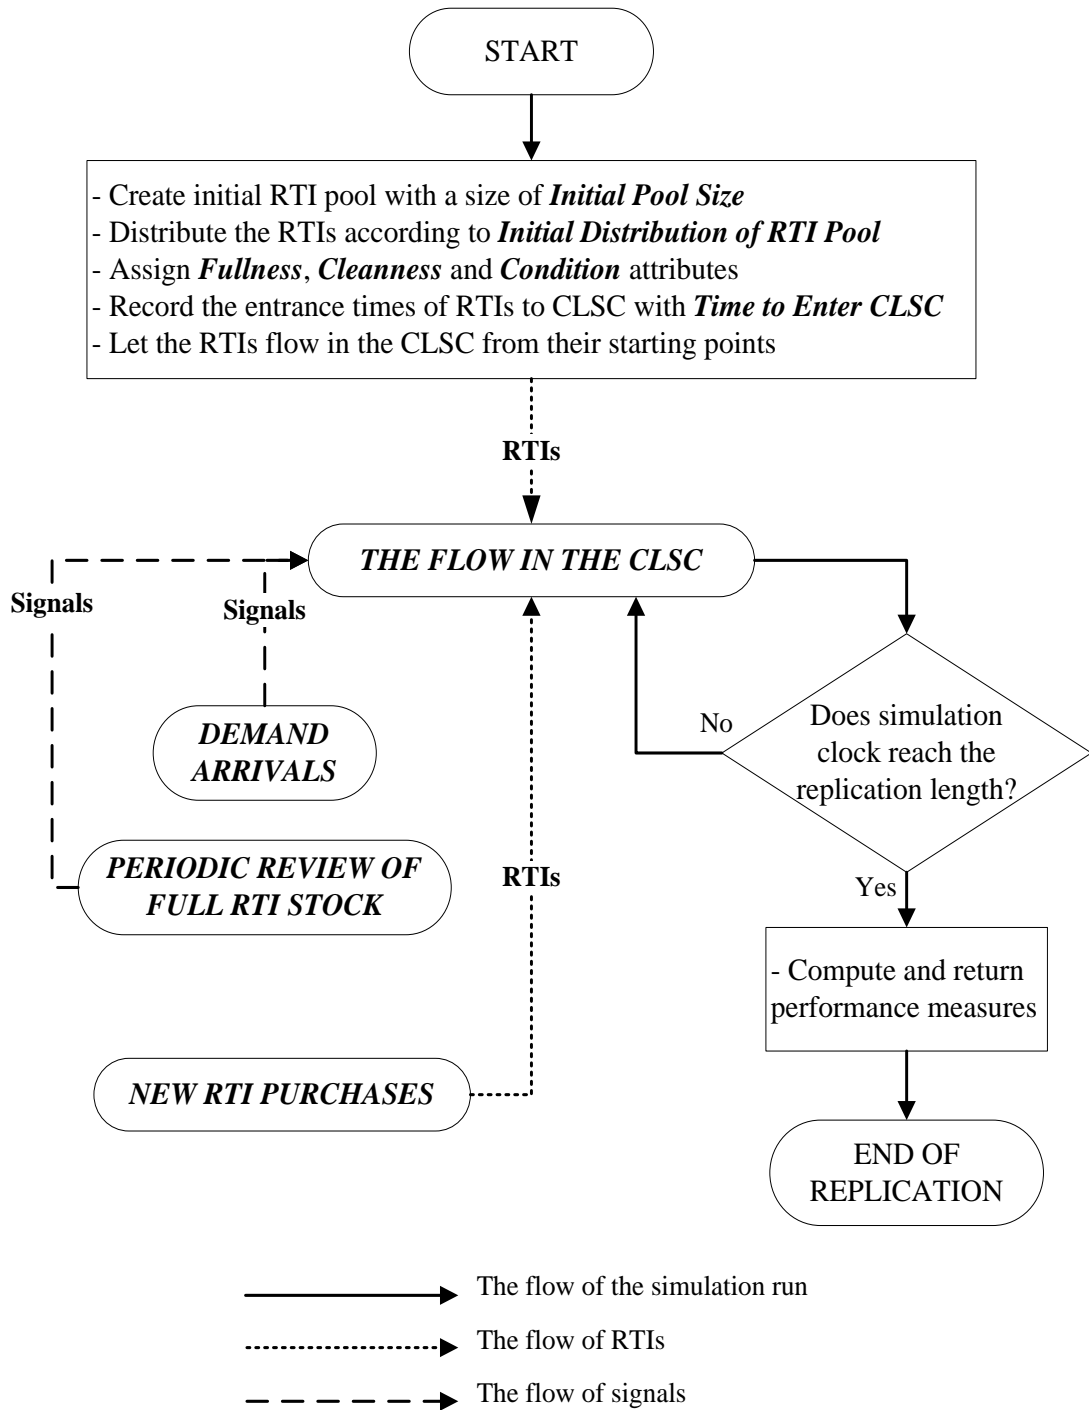 START
- Create initial RTI pool with a size of Initial Pool Size
- Distribute the RTIs according to Initial Distribution of RTI Pool
- Assign Fullness, Cleanness and Condition attributes
- Record the entrance times of RTIs to CLSC with Time to Enter CLSC
- Let the RTIs flow in the CLSC from their starting points
RTIs
THE FLOW IN THE CLSC
Signals
Signals
DEMAND
ARRIVALS
No
Does simulation
clock reach the
replication length?
PERIODIC REVIEW OF
FULL RTI STOCK
RTIs
Yes
- Compute and return
performance measures
NEW RTI PURCHASES
END OF
REPLICATION
The flow of the simulation run
The flow of RTIs
The flow of signals